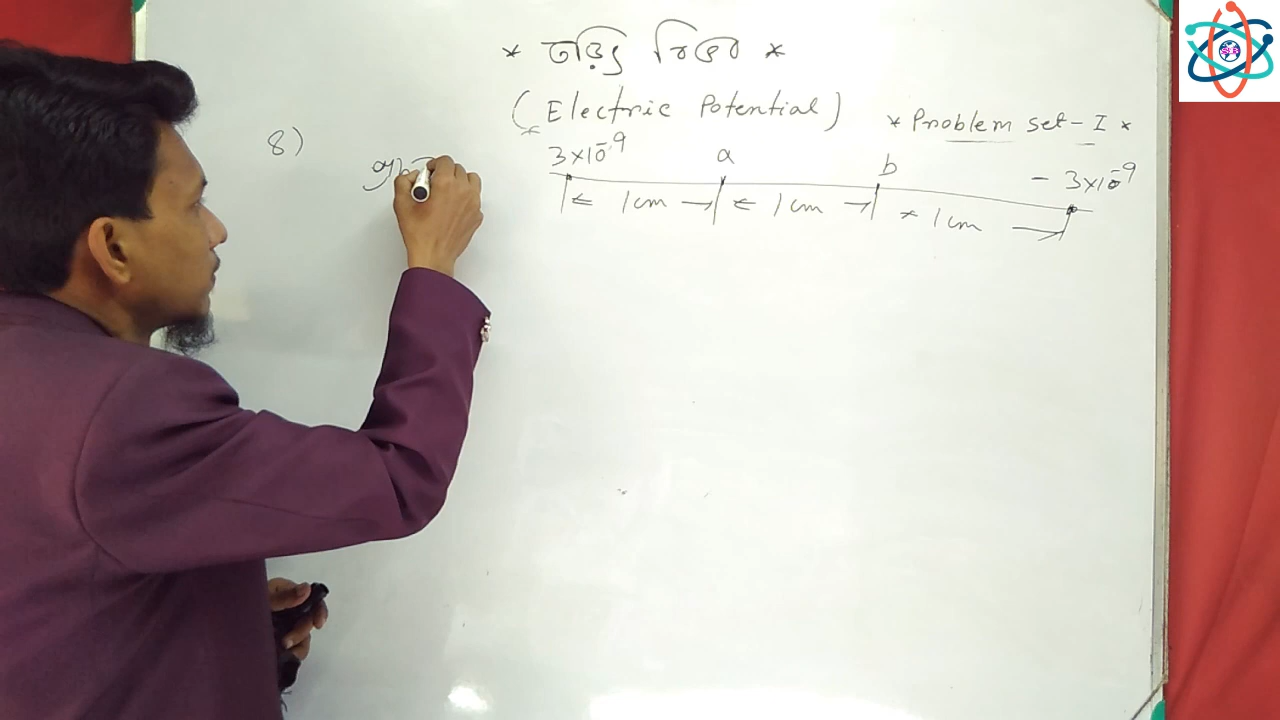 * তড়িৎ বিভব *
(Electric Potential)
* Problem set - I *
8)
3×10⁻⁹ a b - 3×10⁻⁹
1cm 1cm 1cm